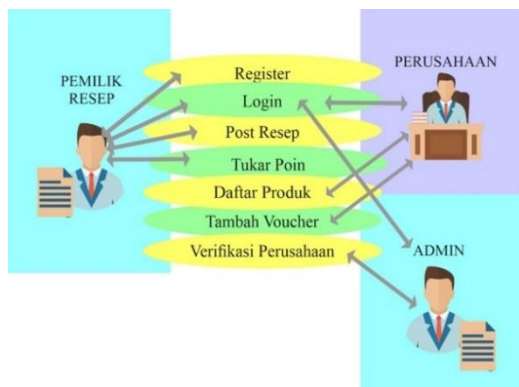 PEMILIK
RESEP
Register
Login
Post Resep
Tukar Poin
Daftar Produk
Tambah Voucher
Verifikasi Perusahaan
PERUSAHAAN
ADMIN